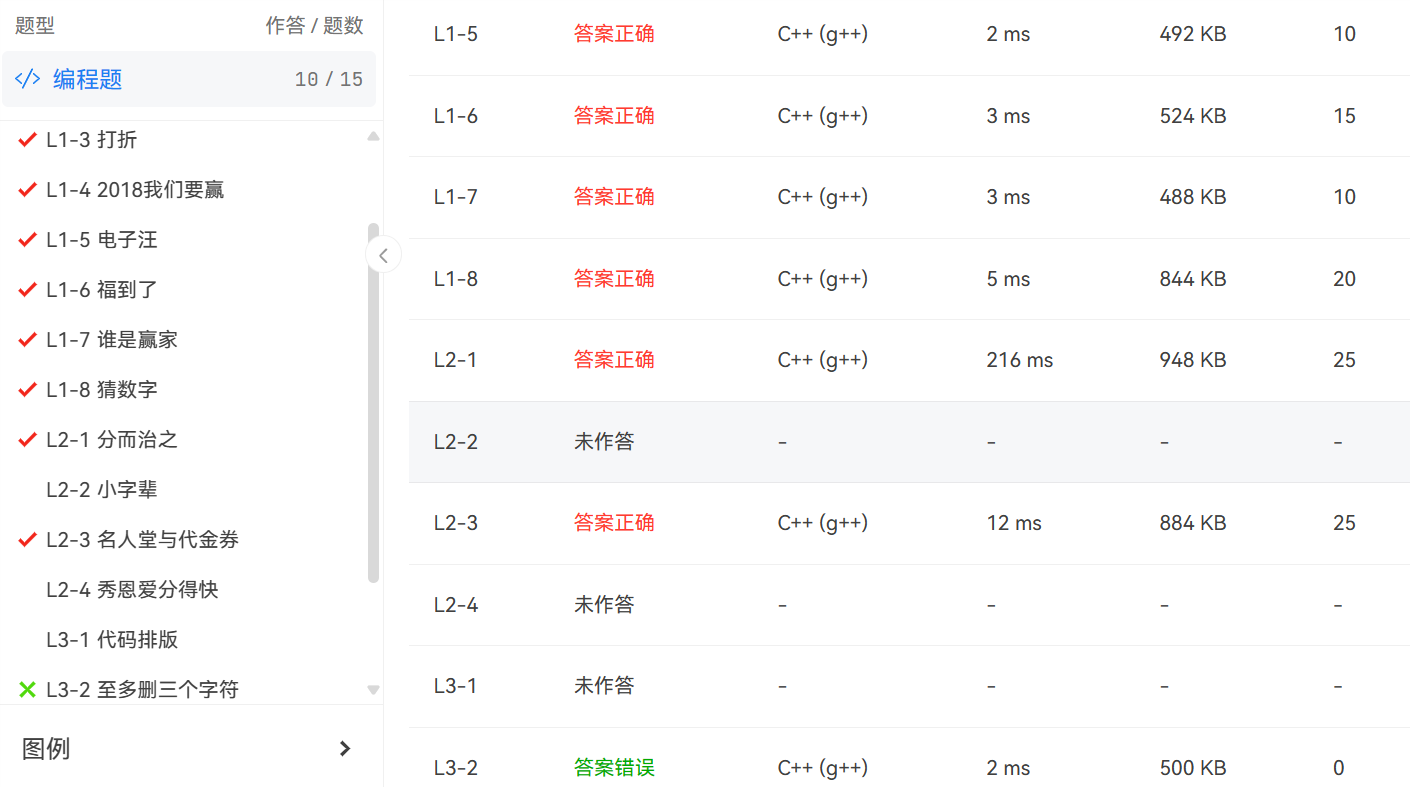 题型 作答 / 题数
</> 编程题 10 / 15
L1-3 打折
L1-4 2018我们要赢
L1-5 电子汪
L1-6 福到了
L1-7 谁是赢家
L1-8 猜数字
L2-1 分而治之
L2-2 小字辈
L2-3 名人堂与代金券
L2-4 秀恩爱分得快
L3-1 代码排版
L3-2 至多删三个字符
图例
L1-5 答案正确 C++ (g++) 2 ms 492 KB 10
L1-6 答案正确 C++ (g++) 3 ms 524 KB 15
L1-7 答案正确 C++ (g++) 3 ms 488 KB 10
L1-8 答案正确 C++ (g++) 5 ms 844 KB 20
L2-1 答案正确 C++ (g++) 216 ms 948 KB 25
L2-2 未作答 - - - -
L2-3 答案正确 C++ (g++) 12 ms 884 KB 25
L2-4 未作答 - - - -
L3-1 未作答 - - - -
L3-2 答案错误 C++ (g++) 2 ms 500 KB 0